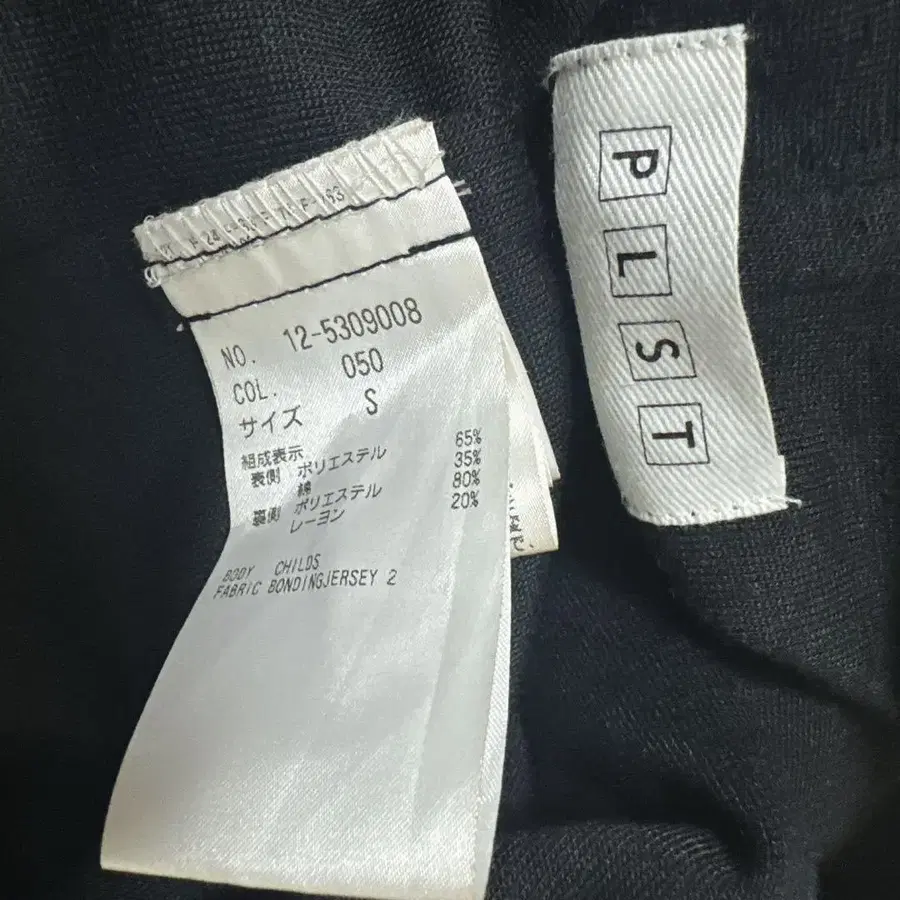 NO. 12-5309008
COL. 050
サイズ S
組成表示
表側 ポリエステル 65%
綿 35%
裏側 ポリエステル 80%
レーヨン 20%
BODY CHILDS
FABRIC BONDINGJERSEY 2
P L S T